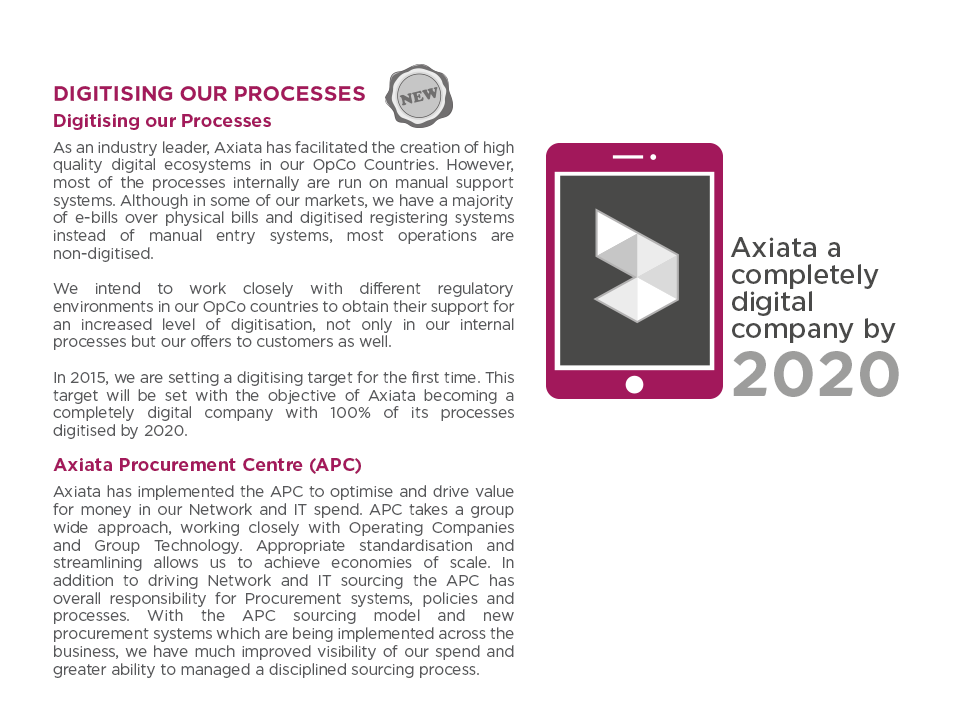 DIGITISING OUR PROCESSES
NEW
Digitising our Processes
As an industry leader, Axiata has facilitated the creation of high
quality digital ecosystems in our OpCo Countries. However,
most of the processes internally are run on manual support
systems. Although in some of our markets, we have a majority
of e-bills over physical bills and digitised registering systems
instead of manual entry systems, most operations are
non-digitised.
We intend to work closely with different regulatory
environments in our OpCo countries to obtain their support for
an increased level of digitisation, not only in our internal
processes but our offers to customers as well.
In 2015, we are setting a digitising target for the first time. This
target will be set with the objective of Axiata becoming a
completely digital company with 100% of its processes
digitised by 2020.
Axiata Procurement Centre (APC)
Axiata has implemented the APC to optimise and drive value
for money in our Network and IT spend. APC takes a group
wide approach, working closely with Operating Companies
and Group Technology. Appropriate standardisation and
streamlining allows us to achieve economies of scale. In
addition to driving Network and IT sourcing the APC has
overall responsibility for Procurement systems, policies and
processes. With the APC sourcing model and new
procurement systems which are being implemented across the
business, we have much improved visibility of our spend and
greater ability to managed a disciplined sourcing process.
Axiata a
completely
digital
company by
2020